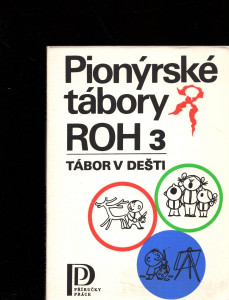 Pionýrské
tábory
ROH 3
TÁBOR V DEŠTI
P
PŘÍRUČKY
PRÁCE